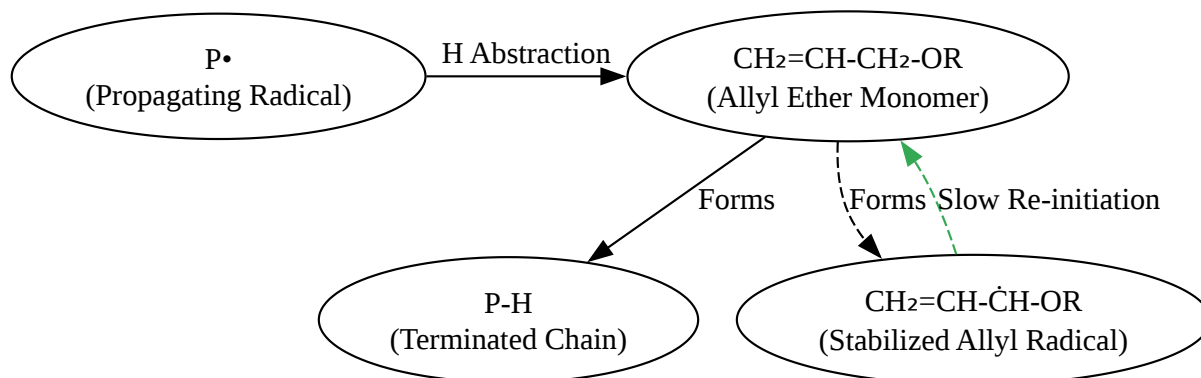 P•
(Propagating Radical)
H Abstraction
CH₂=CH-CH₂-OR
(Allyl Ether Monomer)
Forms
Forms
Slow Re-initiation
P-H
(Terminated Chain)
CH₂=CH-ĊH-OR
(Stabilized Allyl Radical)